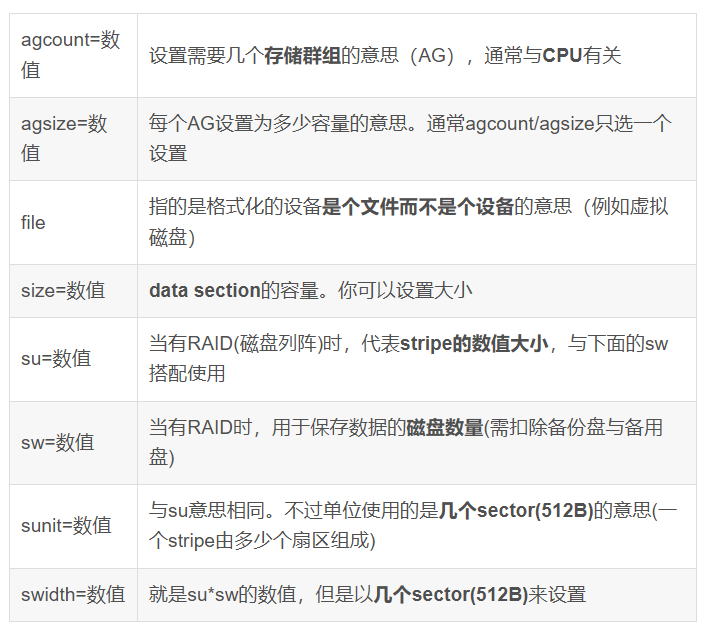 agcount=数
值
设置需要几个存储群组的意思（AG），通常与CPU有关
agsize=数
值
每个AG设置为多少容量的意思。通常agcount/agsize只选一个
设置
file
指的是格式化的设备是个文件而不是个设备的意思（例如虚拟
磁盘）
size=数值
data section的容量。你可以设置大小
su=数值
当有RAID(磁盘列阵)时，代表stripe的数值大小，与下面的sw
搭配使用
sw=数值
当有RAID时，用于保存数据的磁盘数量(需扣除备份盘与备用
盘)
sunit=数值
与su意思相同。不过单位使用的是几个sector(512B)的意思(一
个stripe由多少个扇区组成)
swidth=数值
就是su*sw的数值，但是以几个sector(512B)来设置